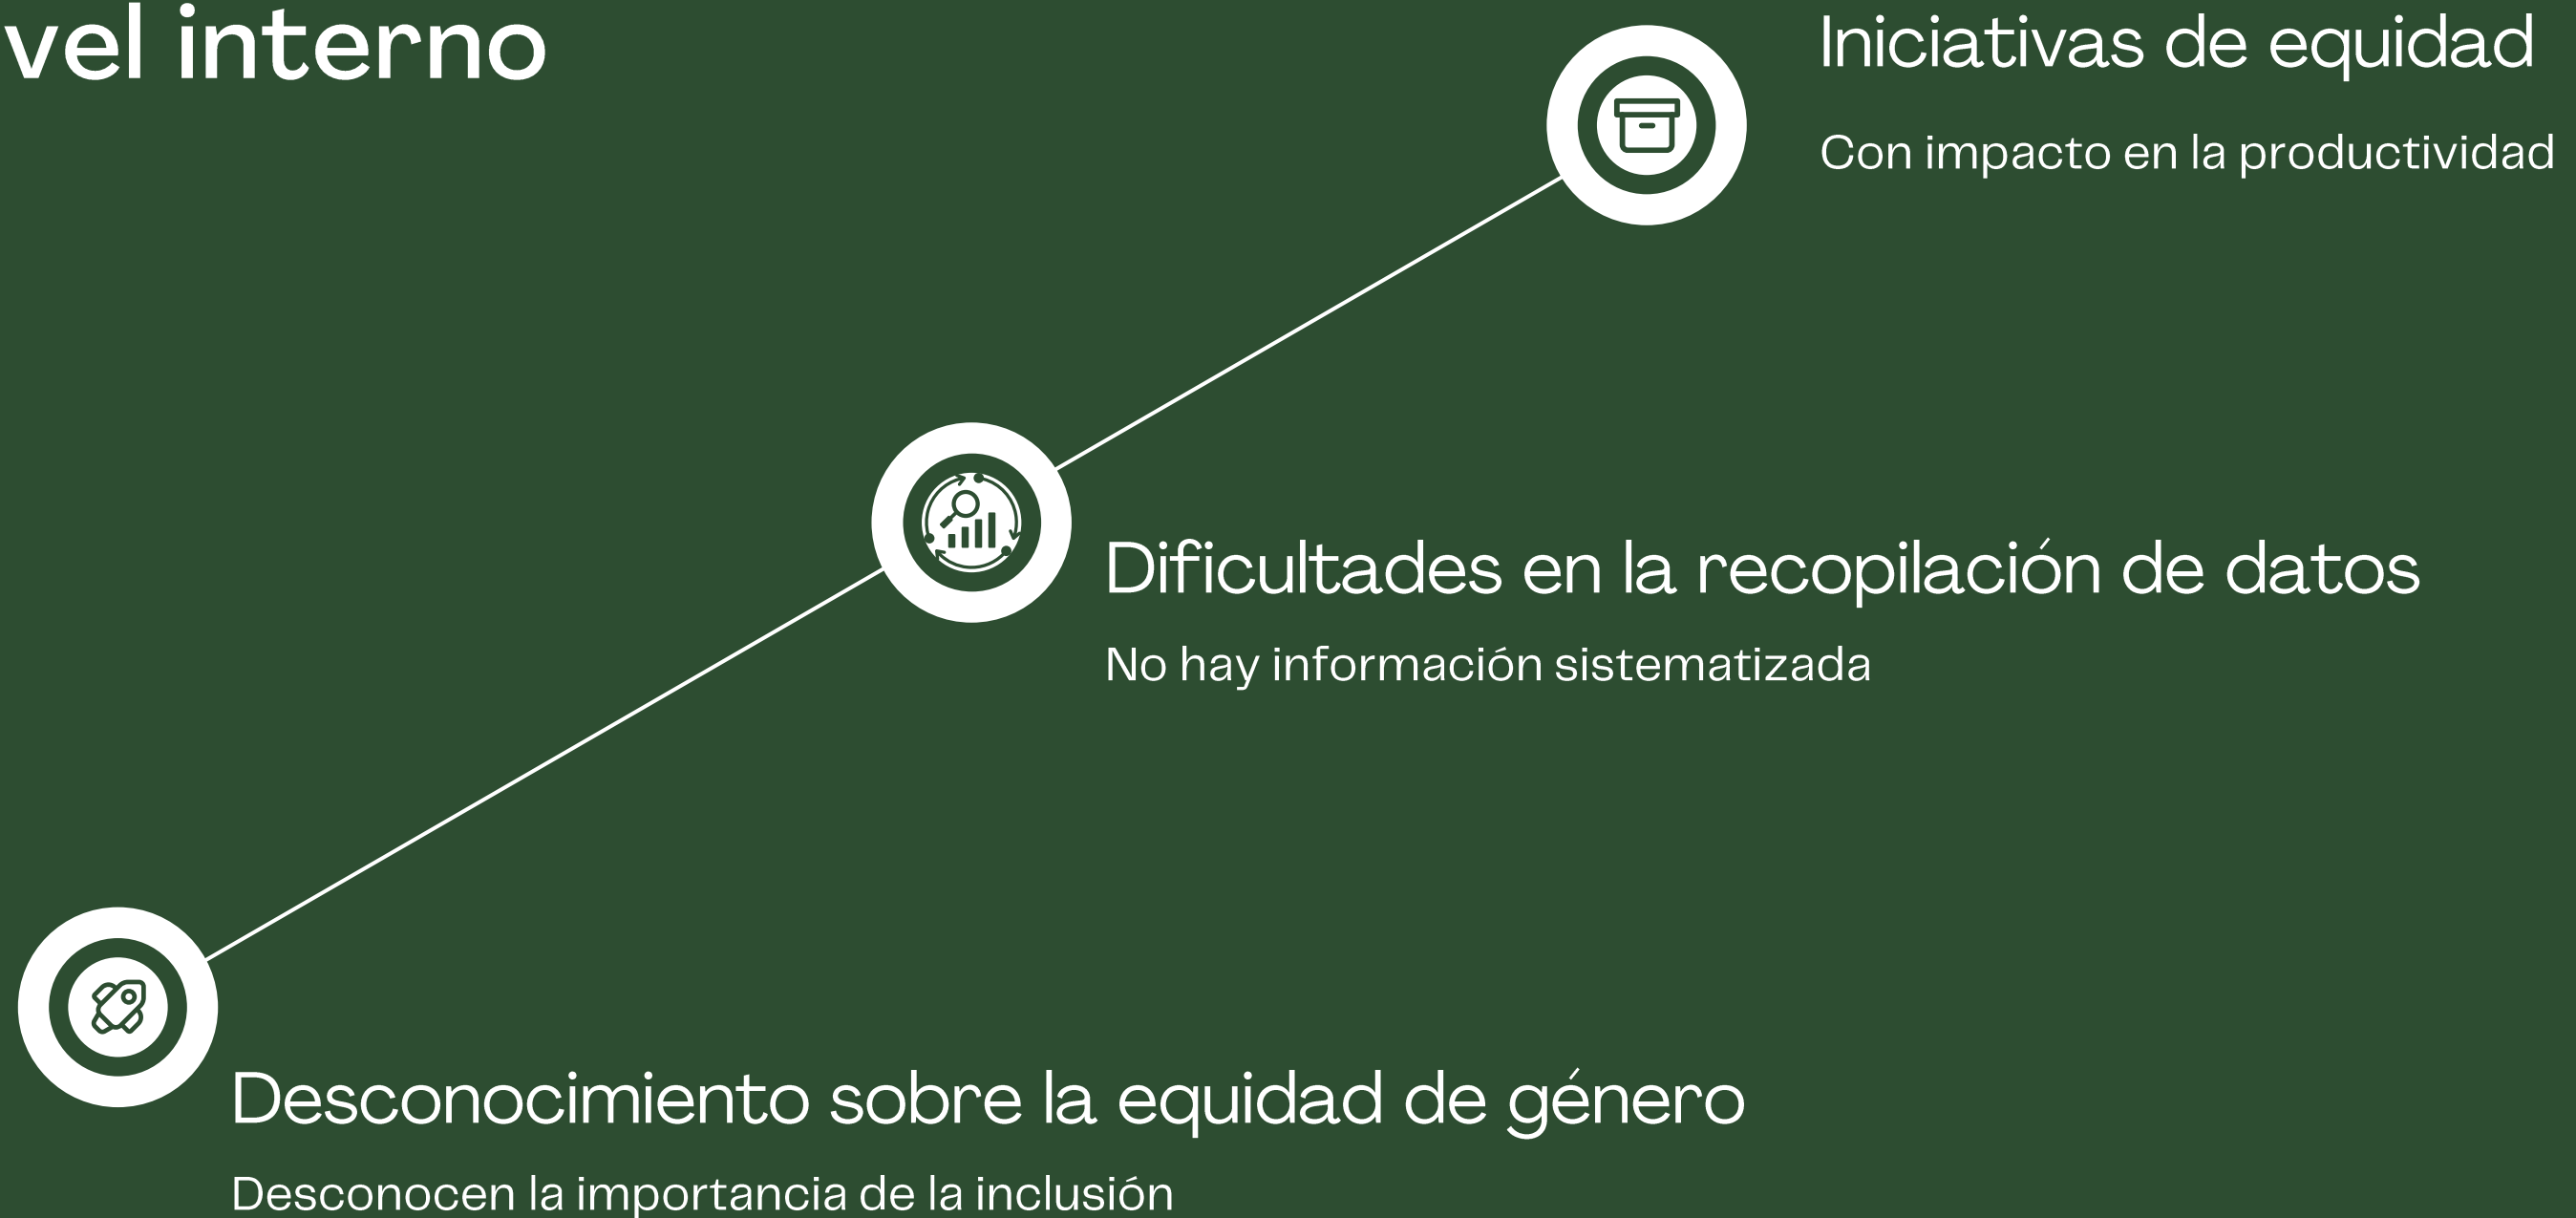 vel interno
Iniciativas de equidad
Con impacto en la productividad
Dificultades en la recopilación de datos
No hay información sistematizada
Desconocimiento sobre la equidad de género
Desconocen la importancia de la inclusión